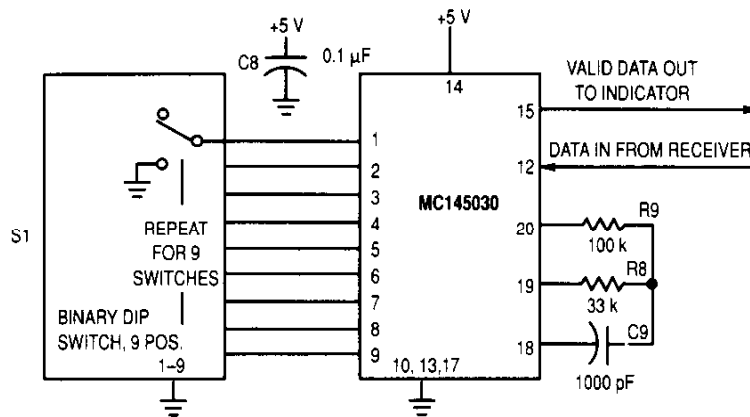 +5 V
C8
0.1 µF
+5 V
14
VALID DATA OUT
TO INDICATOR
15
DATA IN FROM RECEIVER
12
MC145030
1
2
3
4
5
6
7
8
9
S1
REPEAT
FOR 9
SWITCHES
BINARY DIP
SWITCH, 9 POS.
1–9
10, 13,17
20
R9
100 k
19
R8
33 k
18
C9
1000 pF